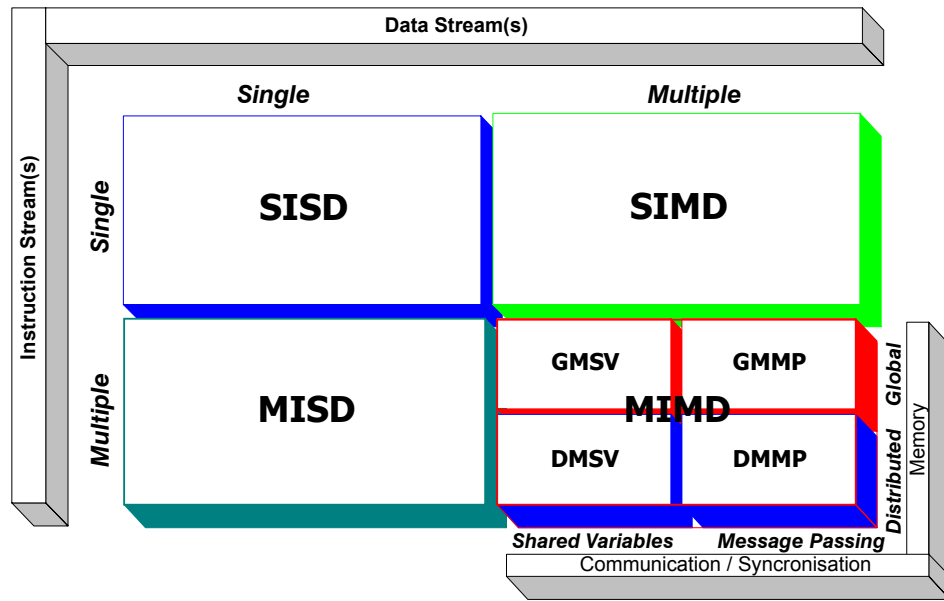 Data Stream(s)
Single
Multiple
Instruction Stream(s)
Single
SISD
SIMD
Multiple
MISD
MIMD
GMSV
GMMP
Global
DMSV
DMMP
Distributed
Memory
Shared Variables
Message Passing
Communication / Syncronisation